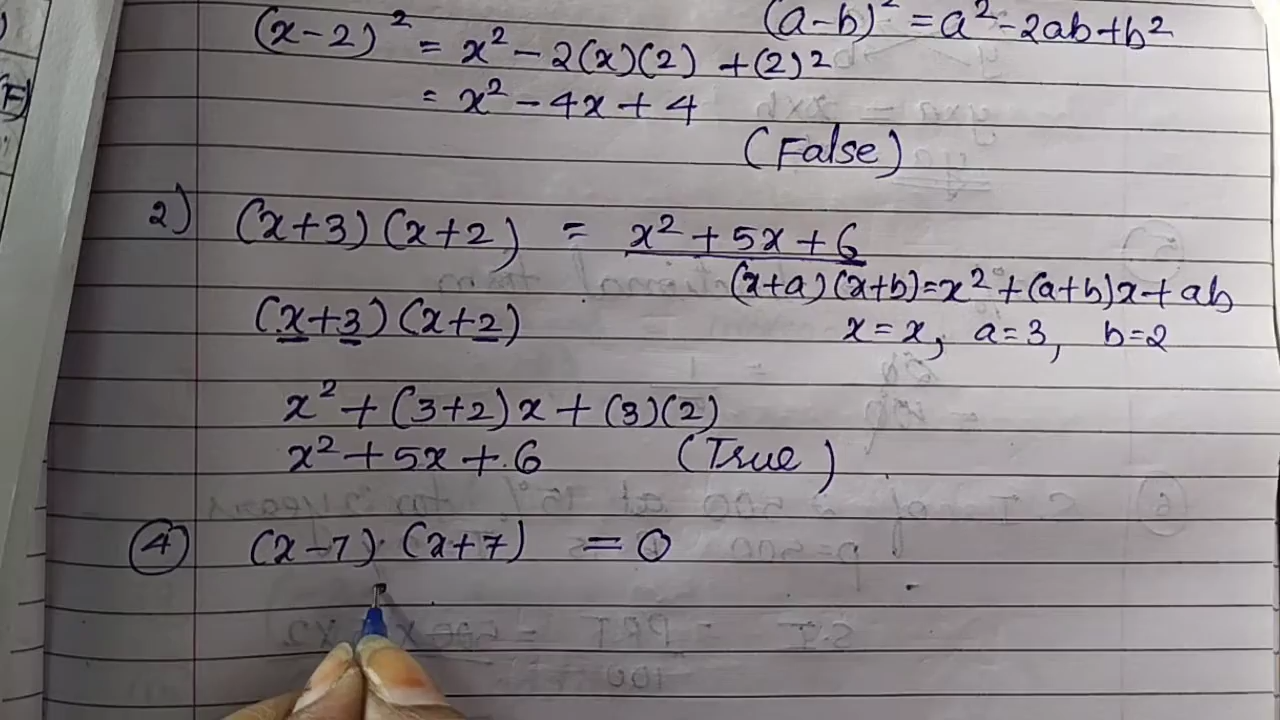 (x-2)² = x² - 2(x)(2) + (2)² (a-b)² = a² - 2ab + b²
= x² - 4x + 4
(False)
2) (x+3)(x+2) = x² + 5x + 6
(x+a)(x+b) = x² + (a+b)x + ab
(x+3)(x+2) x = x, a = 3, b = 2
x² + (3+2)x + (3)(2)
x² + 5x + 6 (True)
4 (x-7) (x+7) = 0